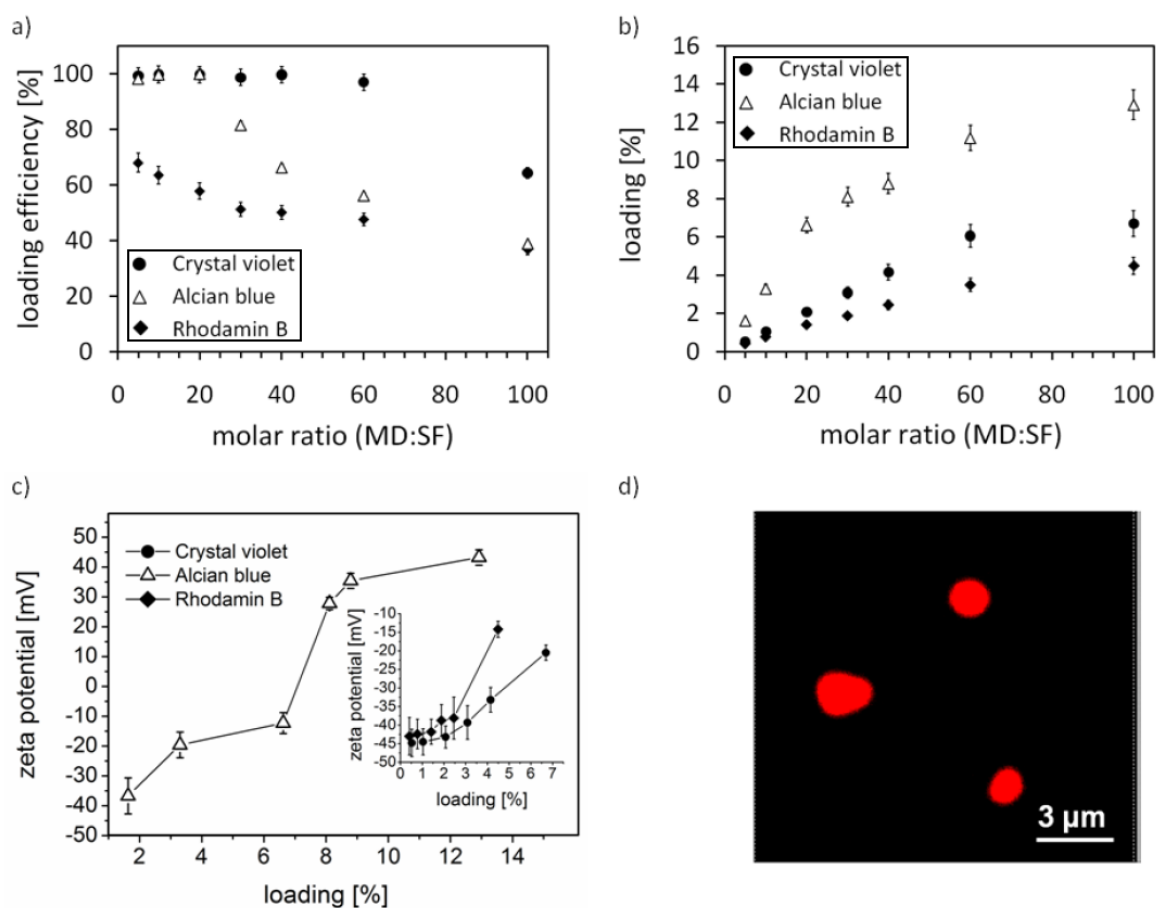 a)
loading efficiency [%]
100
80
60
40
20
0
Crystal violet
Alcian blue
Rhodamin B
0 20 40 60 80 100
molar ratio (MD:SF)
b)
loading [%]
16
14
12
10
8
6
4
2
0
Crystal violet
Alcian blue
Rhodamin B
0 20 40 60 80 100
molar ratio (MD:SF)
c)
zeta potential [mV]
50
40
30
20
10
0
-10
-20
-30
-40
-50
Crystal violet
Alcian blue
Rhodamin B
2 4 6 8 10 12 14
loading [%]
zeta potential [mV]
-10
-15
-20
-25
-30
-35
-40
-45
-50
0 1 2 3 4 5 6 7
loading [%]
d)
3 µm